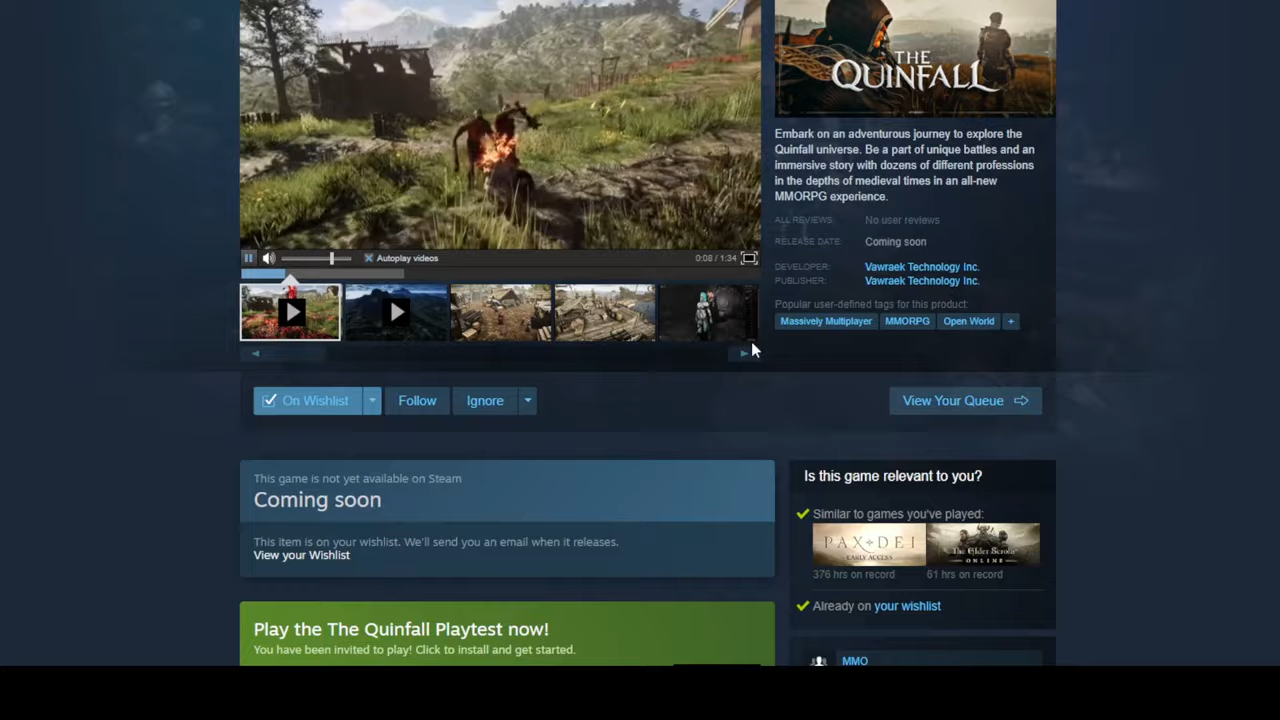 THE
QUINFALL
Embark on an adventurous journey to explore the
Quinfall universe. Be a part of unique battles and an
immersive story with dozens of different professions
in the depths of medieval times in an all-new
MMORPG experience.
ALL REVIEWS: No user reviews
RELEASE DATE: Coming soon
DEVELOPER: Vawraek Technology Inc.
PUBLISHER: Vawraek Technology Inc.
Popular user-defined tags for this product:
Massively Multiplayer MMORPG Open World +
Autoplay videos 0:08 / 1:34
On Wishlist Follow Ignore View Your Queue
This game is not yet available on Steam
Coming soon
This item is on your wishlist. We'll send you an email when it releases.
View your Wishlist
Play the The Quinfall Playtest now!
You have been invited to play! Click to install and get started.
Is this game relevant to you?
Similar to games you've played:
PAX DEI
EARLY ACCESS
The Elder Scrolls
ONLINE
376 hrs on record 61 hrs on record
Already on your wishlist
MMO